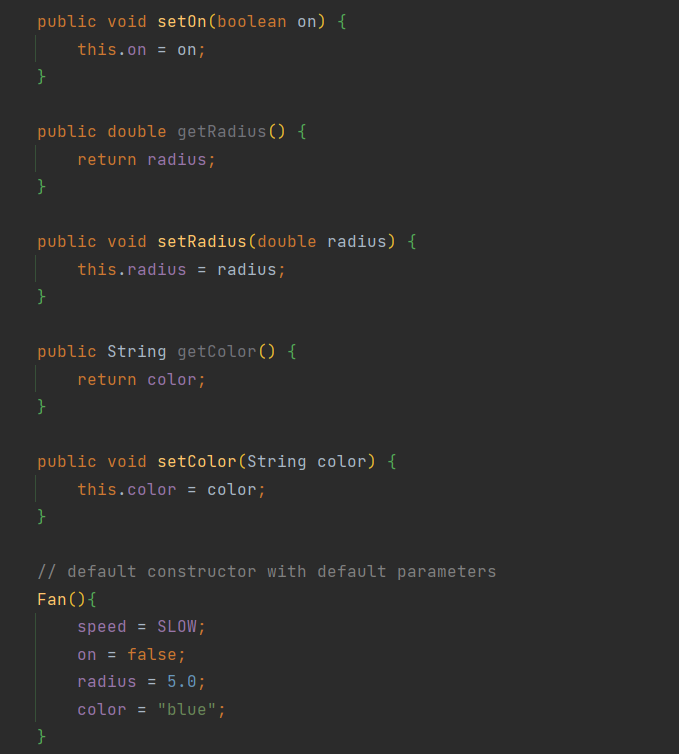 public void setOn(boolean on) {
    this.on = on;
}

public double getRadius() {
    return radius;
}

public void setRadius(double radius) {
    this.radius = radius;
}

public String getColor() {
    return color;
}

public void setColor(String color) {
    this.color = color;
}

// default constructor with default parameters
Fan(){
    speed = SLOW;
    on = false;
    radius = 5.0;
    color = "blue";
}